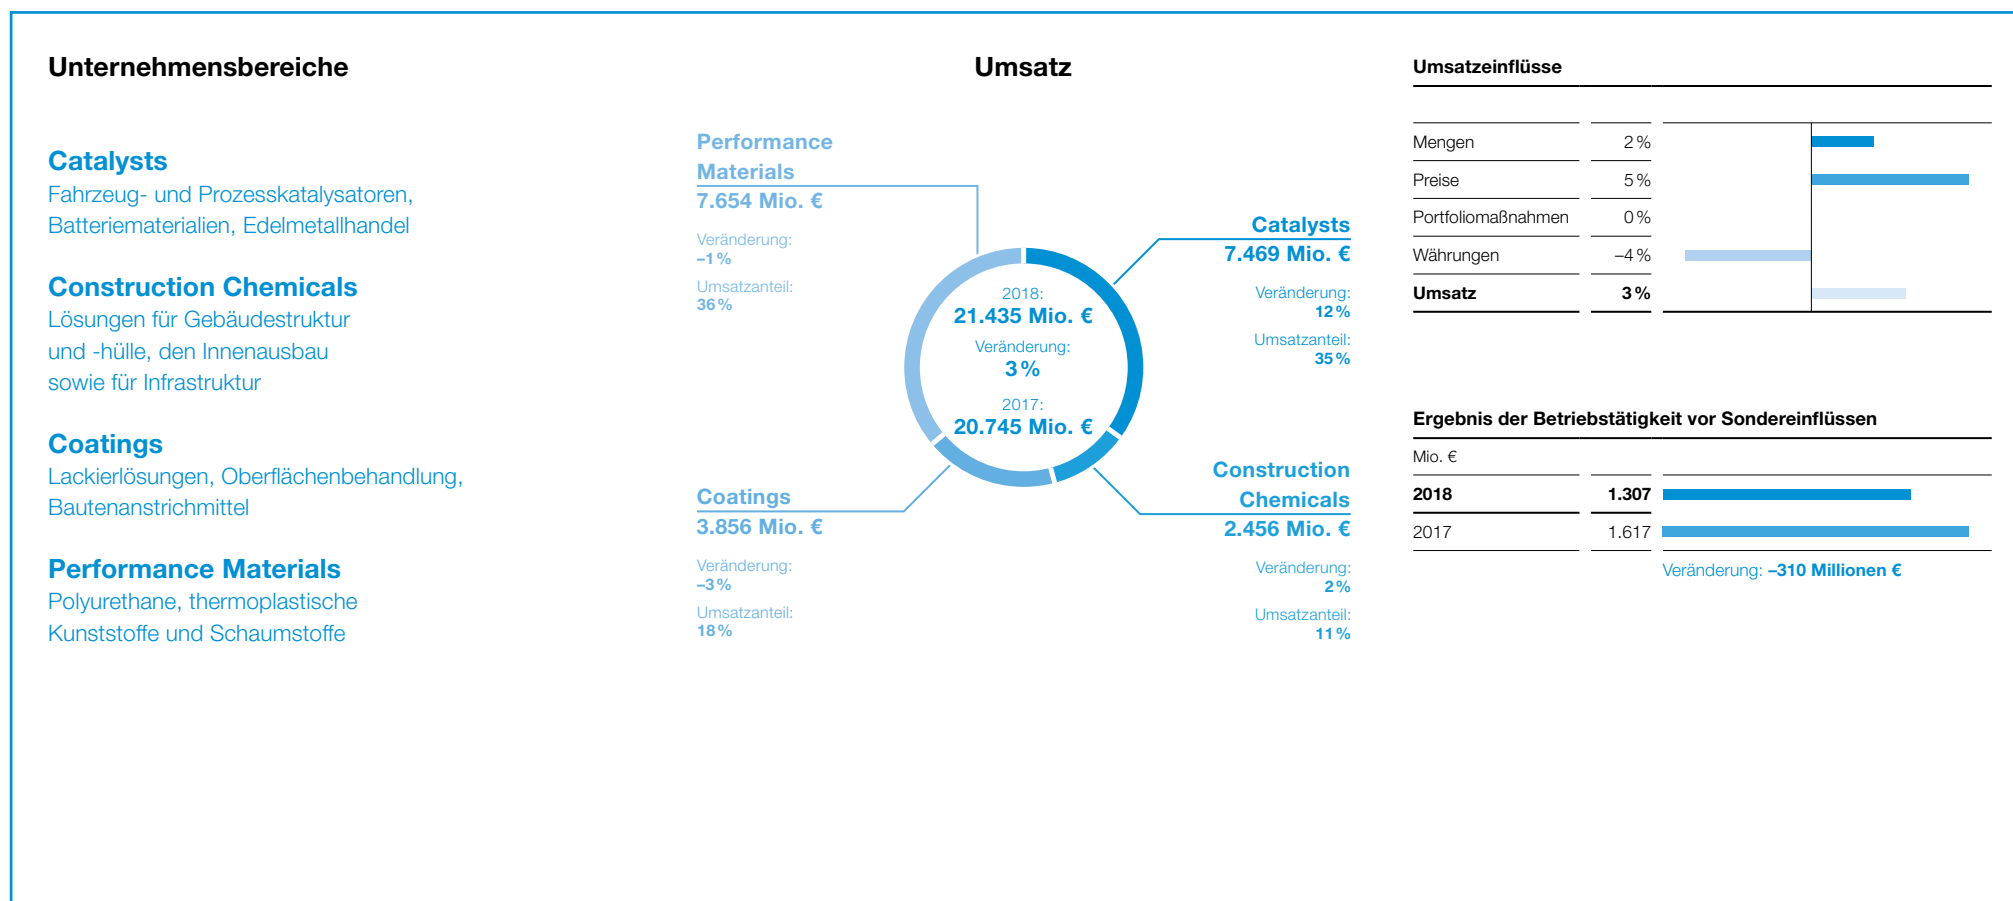 Unternehmensbereiche
Catalysts
Fahrzeug- und Prozesskatalysatoren,
Batteriematerialien, Edelmetallhandel
Construction Chemicals
Lösungen für Gebäudestruktur
und -hülle, den Innenausbau
sowie für Infrastruktur
Coatings
Lackierlösungen, Oberflächenbehandlung,
Bautenanstrichmittel
Performance Materials
Polyurethane, thermoplastische
Kunststoffe und Schaumstoffe
Umsatz
Performance
Materials
7.654 Mio. €
Veränderung:
–1 %
Umsatzanteil:
36 %
Catalysts
7.469 Mio. €
Veränderung:
12 %
Umsatzanteil:
35 %
2018:
21.435 Mio. €
Veränderung:
3 %
2017:
20.745 Mio. €
Coatings
3.856 Mio. €
Veränderung:
–3 %
Umsatzanteil:
18 %
Construction
Chemicals
2.456 Mio. €
Veränderung:
2 %
Umsatzanteil:
11 %
Umsatzeinflüsse
Mengen 2 %
Preise 5 %
Portfoliomaßnahmen 0 %
Währungen –4 %
Umsatz 3 %
Ergebnis der Betriebstätigkeit vor Sondereinflüssen
Mio. €
2018 1.307
2017 1.617
Veränderung: –310 Millionen €